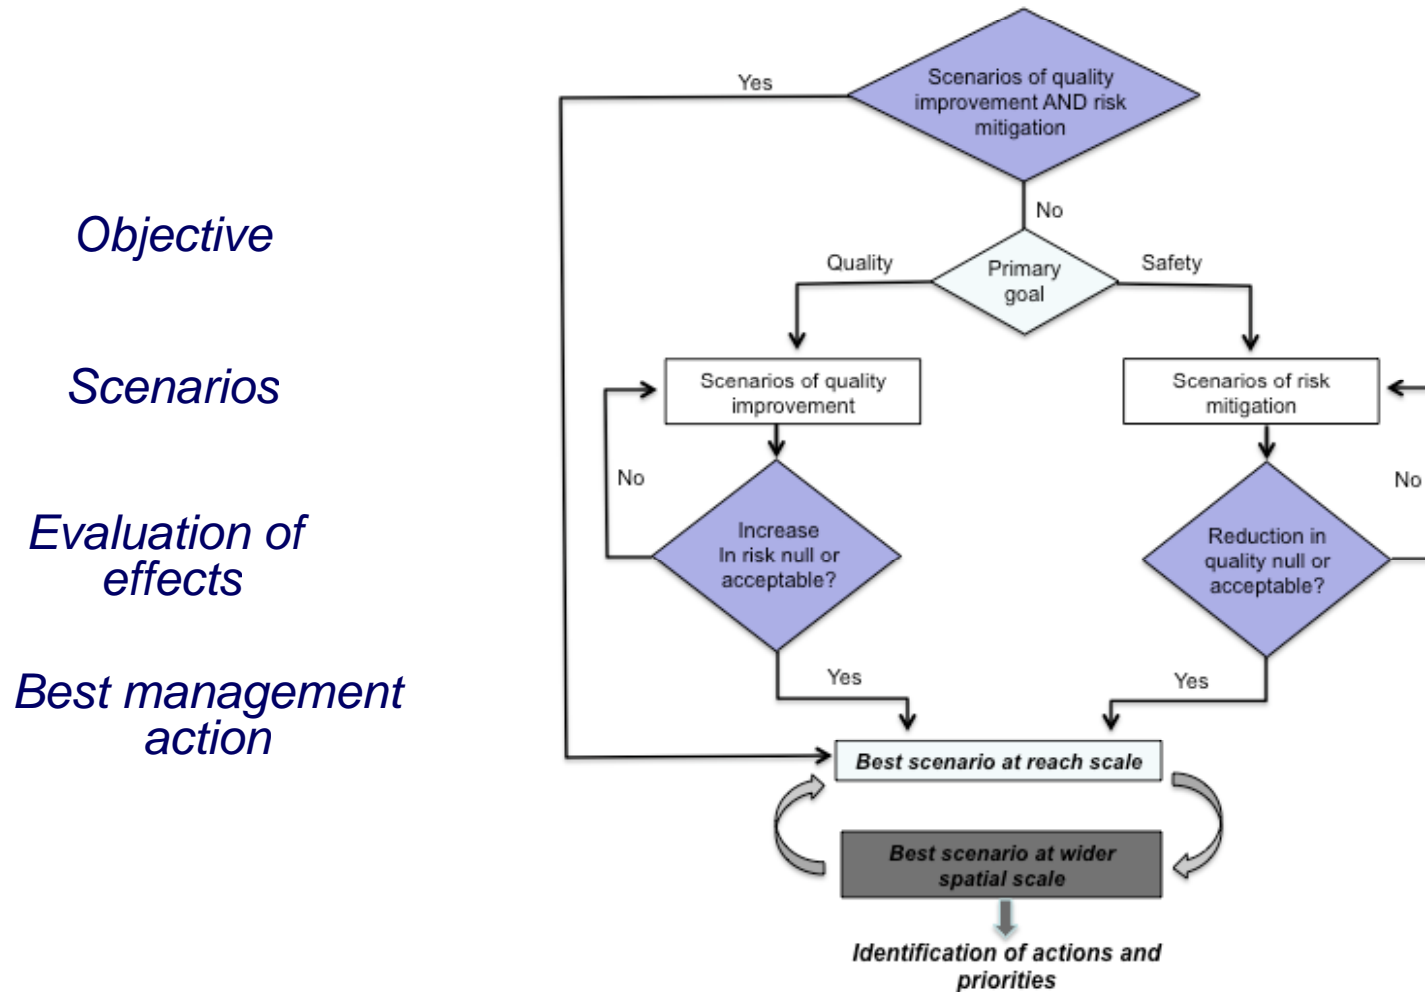 Objective
Scenarios
Evaluation of
effects
Best management
action
Yes
Scenarios of quality
improvement AND risk
mitigation
No
Quality
Primary
goal
Safety
Scenarios of quality
improvement
Scenarios of risk
mitigation
No
Increase
In risk null or
acceptable?
Reduction in
quality null or
acceptable?
No
Yes
Yes
Best scenario at reach scale
Best scenario at wider
spatial scale
Identification of actions and
priorities